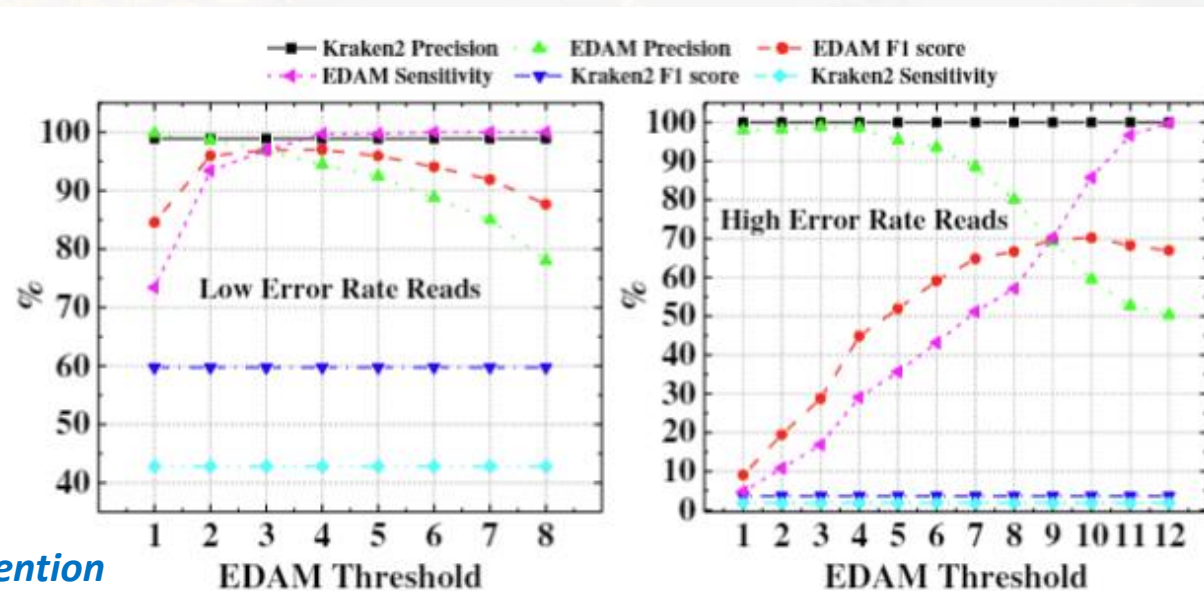 Kraken2 Precision EDAM Precision EDAM F1 score
EDAM Sensitivity Kraken2 F1 score Kraken2 Sensitivity
100
90
80
70
60
50
40
%
Low Error Rate Reads
1 2 3 4 5 6 7 8
EDAM Threshold
100
90
80
70
60
50
40
30
20
10
0
%
High Error Rate Reads
1 2 3 4 5 6 7 8 9 10 11 12
EDAM Threshold
ention